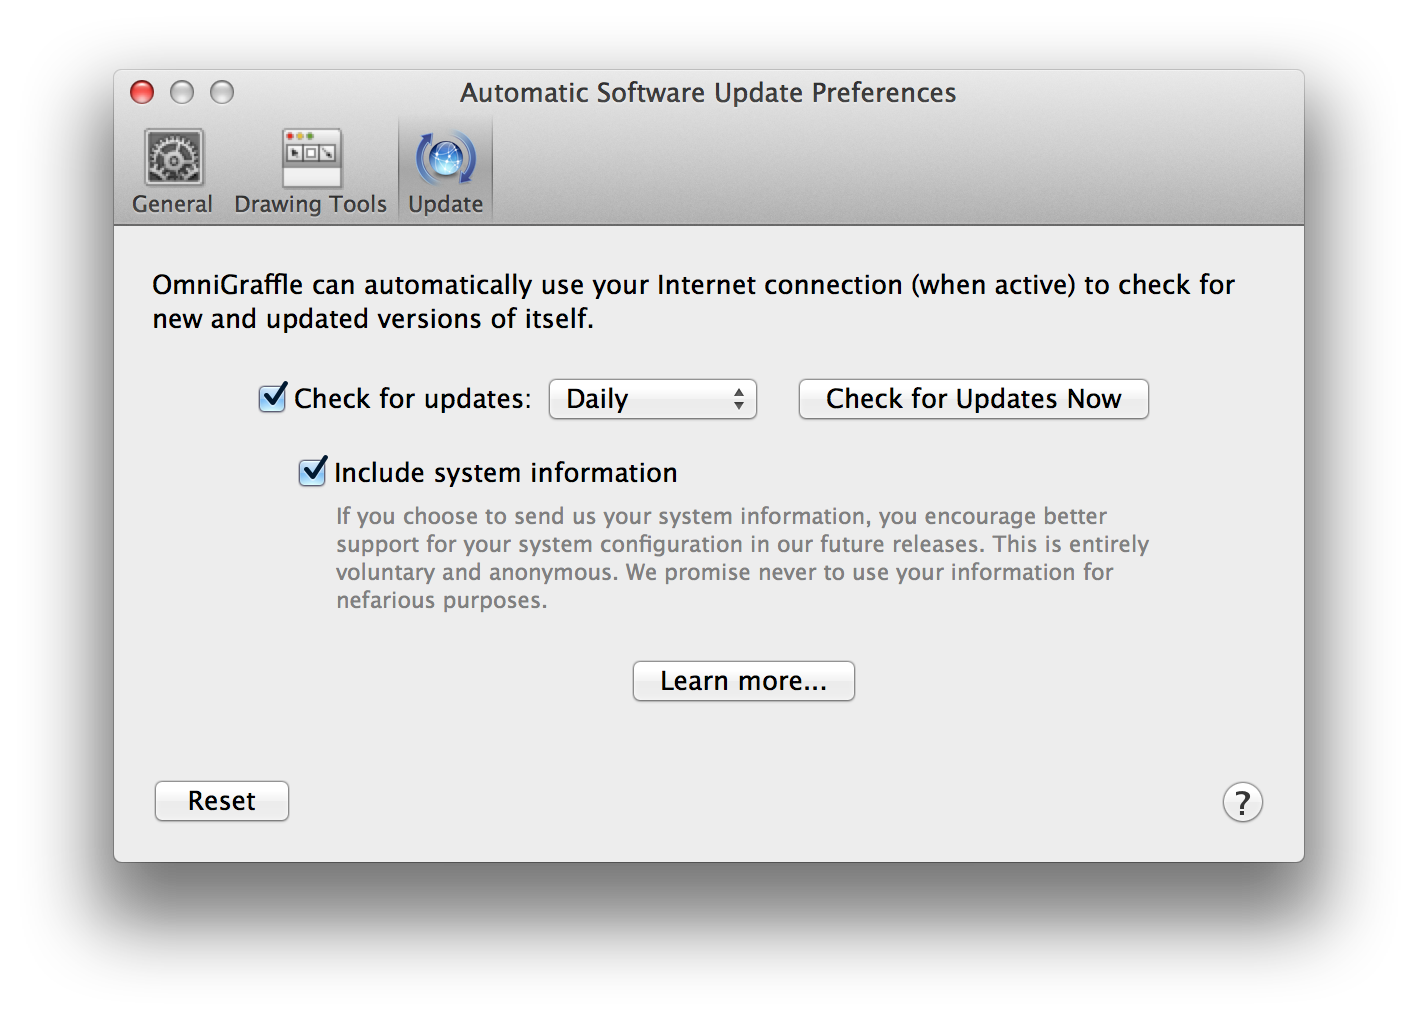 Automatic Software Update Preferences
General
Drawing Tools
Update
OmniGraffle can automatically use your Internet connection (when active) to check for
new and updated versions of itself.
Check for updates:
Daily
Check for Updates Now
Include system information
If you choose to send us your system information, you encourage better
support for your system configuration in our future releases. This is entirely
voluntary and anonymous. We promise never to use your information for
nefarious purposes.
Learn more...
Reset
?